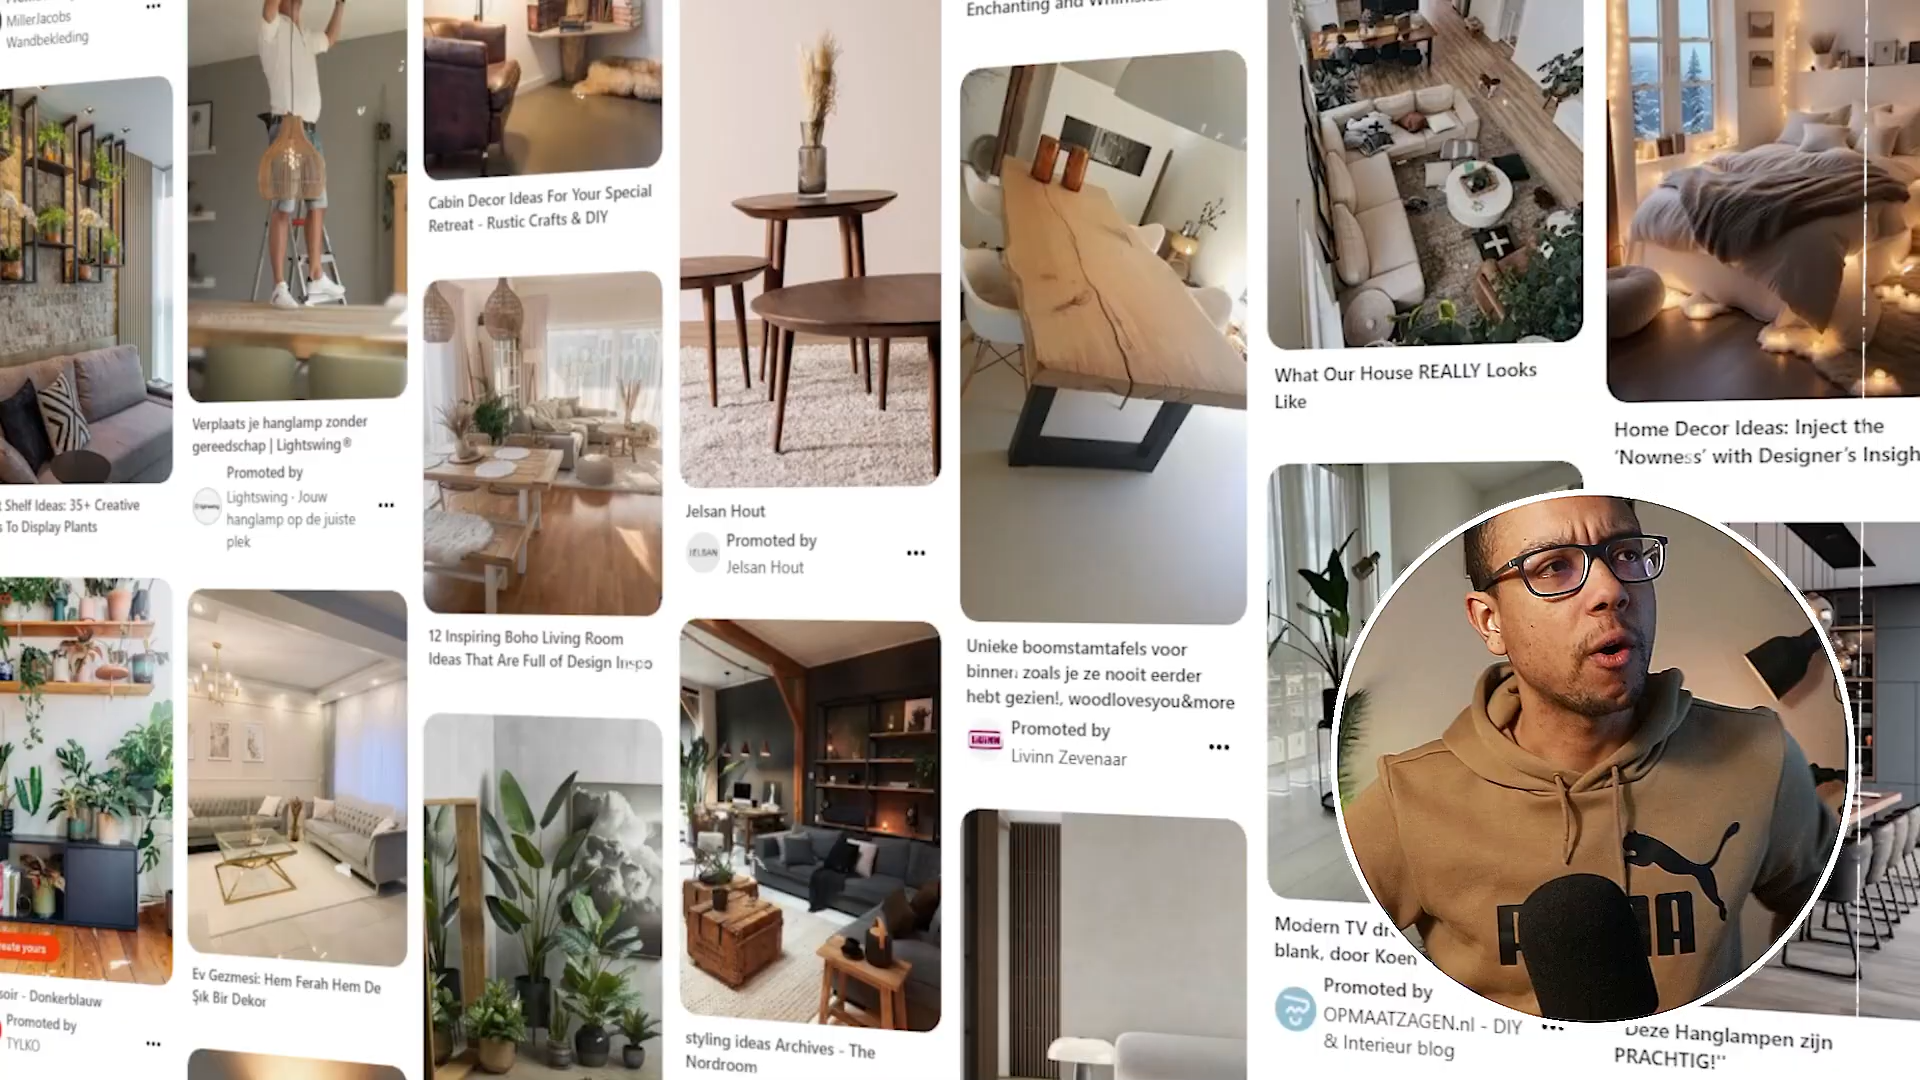 MillerJacobs
Wandbekleding
Shelf Ideas: 35+ Creative
To Display Plants
reate yours
soir - Donkerblauw
Promoted by
TYLKO
Verplaats je hanglamp zonder
gereedschap | Lightswing®
Promoted by
Lightswing - Jouw
hanglamp op de juiste
plek
Ev Gezmesi: Hem Ferah Hem De
Şık Bir Dekor
Cabin Decor Ideas For Your Special
Retreat - Rustic Crafts & DIY
12 Inspiring Boho Living Room
Ideas That Are Full of Design Inspo
Jelsan Hout
JELSAN
Promoted by
Jelsan Hout
styling ideas Archives - The
Nordroom
Enchanting and Whimsica
Unieke boomstamtafels voor
binnen zoals je ze nooit eerder
hebt gezien!, woodlovesyou&more
LIVINN
Promoted by
Livinn Zevenaar
What Our House REALLY Looks
Like
Modern TV dr
blank, door Koen
Promoted by
OPMAATZAGEN.nl - DIY
& Interieur blog
Home Decor Ideas: Inject the
'Nowness' with Designer's Insigh
"Deze Hanglampen zijn
PRACHTIG!"